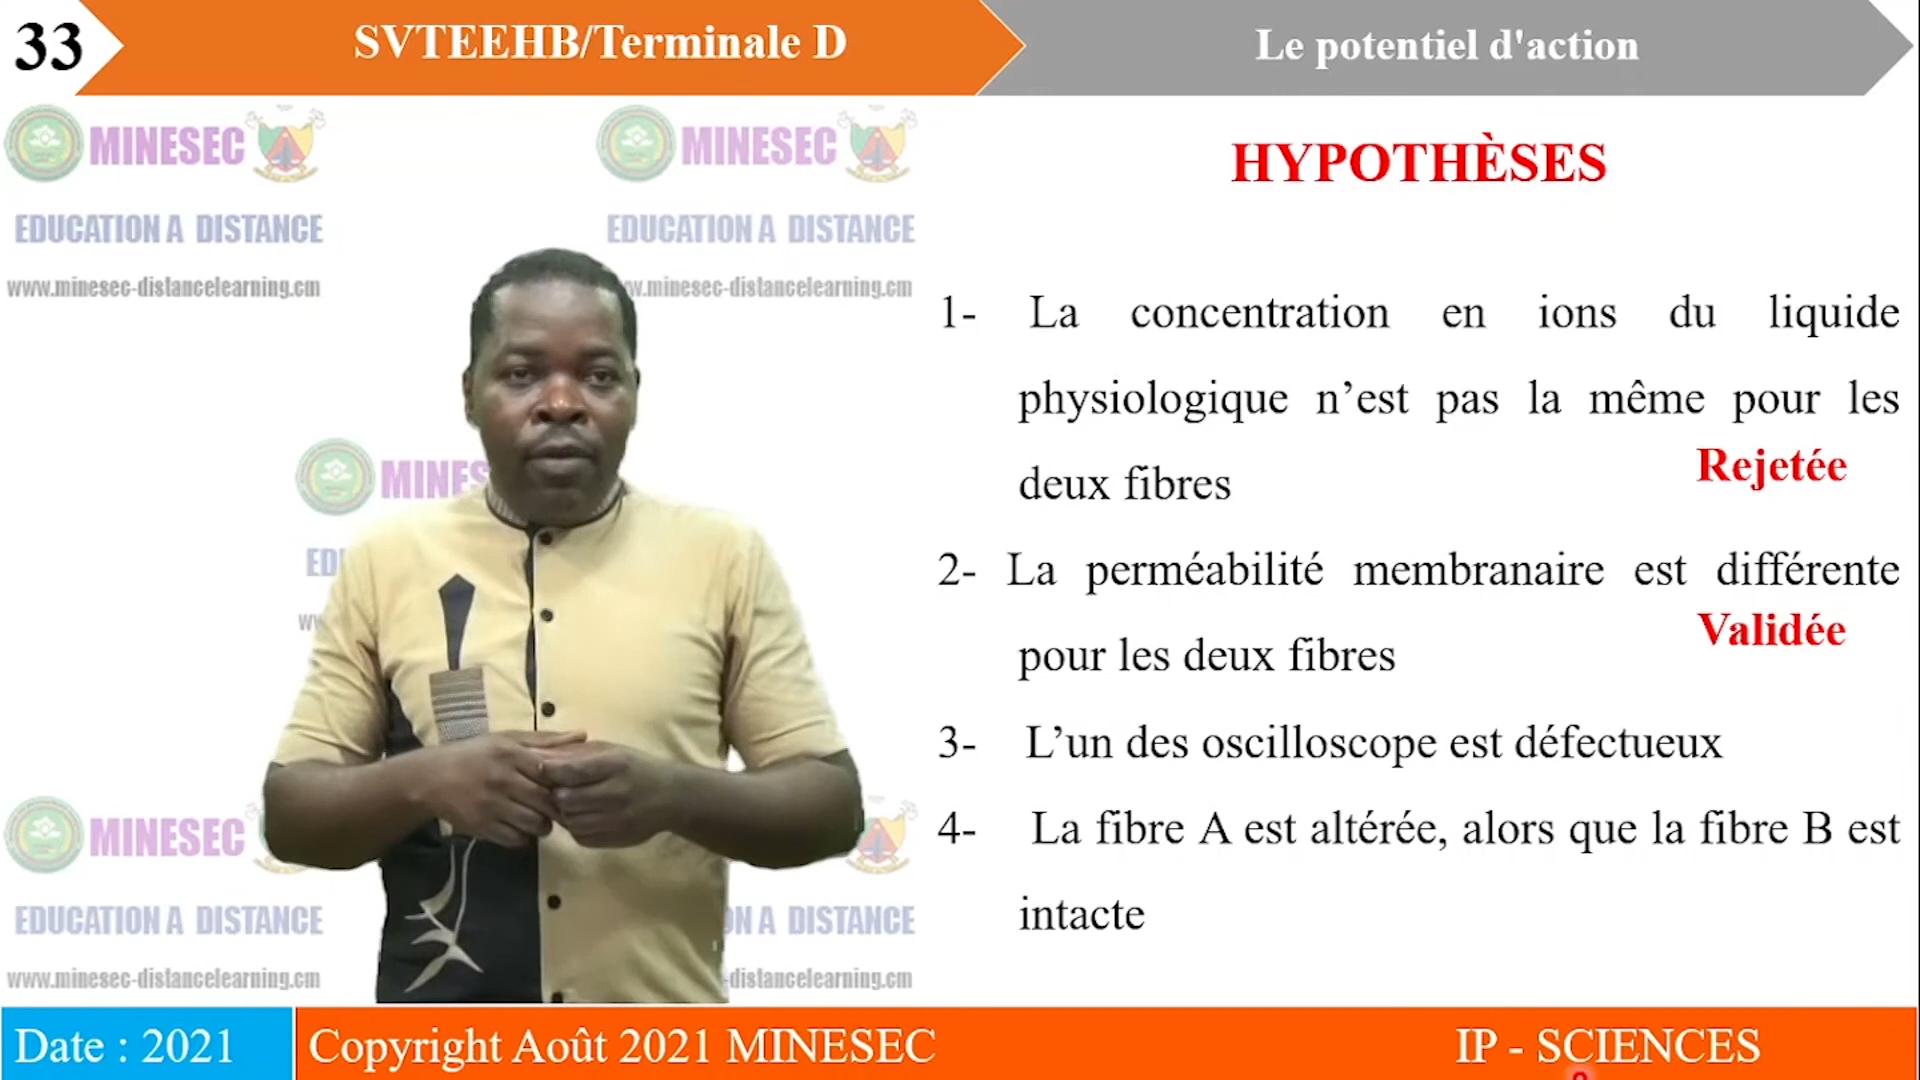 33
SVTEEHB/Terminale D
Le potentiel d'action
MINESEC
EDUCATION A DISTANCE
www.minesec-distancelearning.cm
MINESEC
EDUCATION A DISTANCE
w.minesec-distancelearning.cm
HYPOTHÈSES
1- La concentration en ions du liquide
physiologique n’est pas la même pour les
deux fibres
Rejetée
2- La perméabilité membranaire est différente
pour les deux fibres
Validée
3- L’un des oscilloscope est défectueux
4- La fibre A est altérée, alors que la fibre B est
intacte
MINES
ED
MINESEC
EDUCATION A DISTANCE
www.minesec-distancelearning.cm
N A DISTANCE
-distancelearning.cm
Date : 2021
Copyright Août 2021 MINESEC
IP - SCIENCES